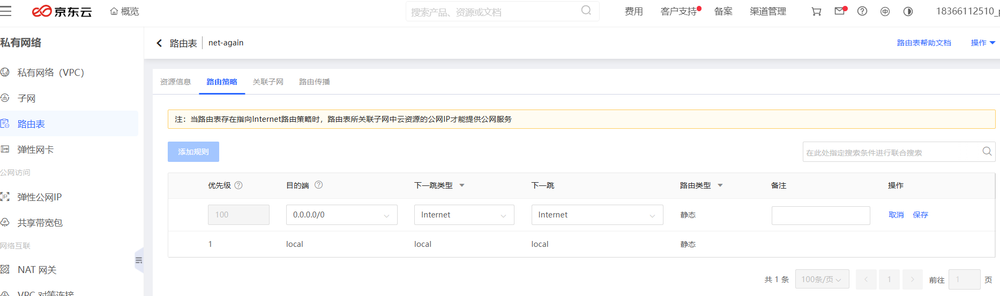 京东云 概览 搜索产品、资源或文档 费用 客户支持 备案 渠道管理 中 18366112510_p
私有网络
路由表 net-again 路由表帮助文档 操作
私有网络 (VPC)
子网
路由表
弹性网卡
公网访问
弹性公网IP
共享带宽包
网络互联
NAT 网关
VPC 对等连接
资源信息 路由策略 关联子网 路由传播
注：当路由表存在指向Internet路由策略时，路由表所关联子网中云资源的公网IP才能提供公网服务
添加规则 在此处指定搜索条件进行联合搜索
优先级 目的端 下一跳类型 下一跳 路由类型 备注 操作
100 0.0.0.0/0 Internet Internet 静态 取消 保存
1 local local local 静态
共 1 条 100条/页 1 前往 1 页